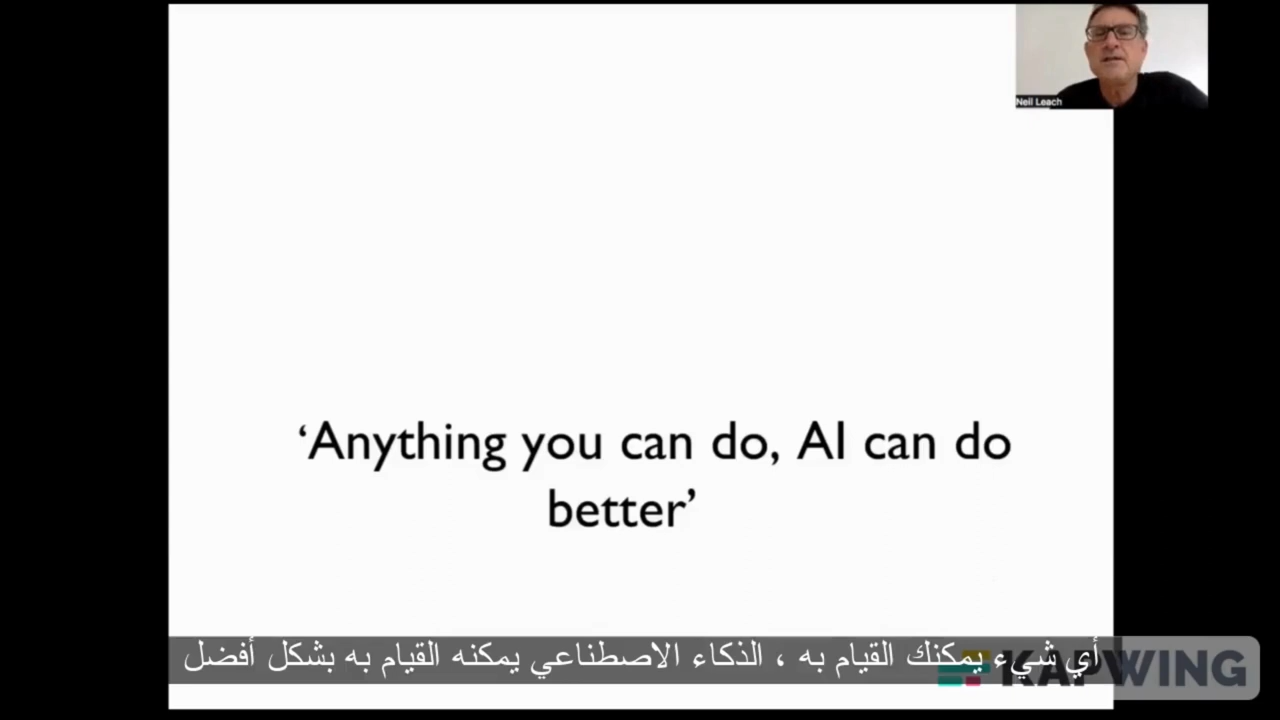 Neil Leach
‘Anything you can do, AI can do
better’
أي شيء يمكنك القيام به ، الذكاء الاصطناعي يمكنه القيام به بشكل أفضل
KAPWING